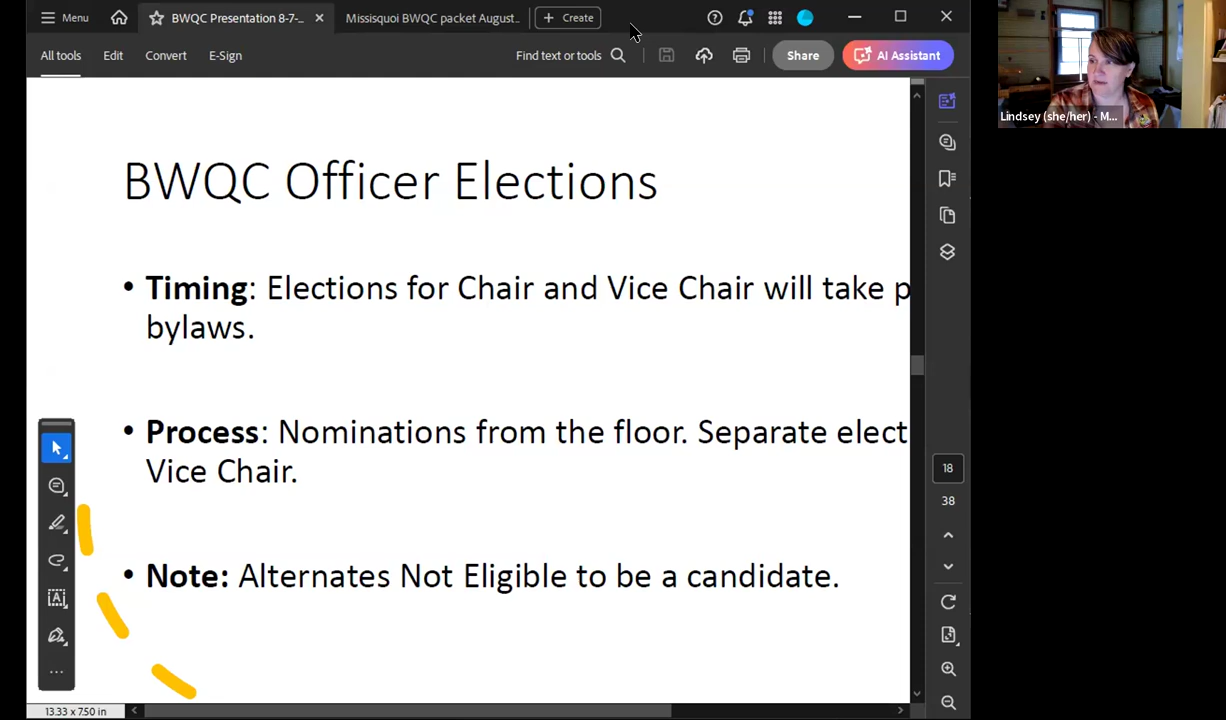 Menu
BWQC Presentation 8-7-...
Missisquoi BWQC packet August...
Create
All tools
Edit
Convert
E-Sign
Find text or tools
Share
AI Assistant
Lindsey (she/her) - M...
BWQC Officer Elections
• Timing: Elections for Chair and Vice Chair will take p
bylaws.
• Process: Nominations from the floor. Separate elect
Vice Chair.
• Note: Alternates Not Eligible to be a candidate.
18
38
13.33 x 7.50 in